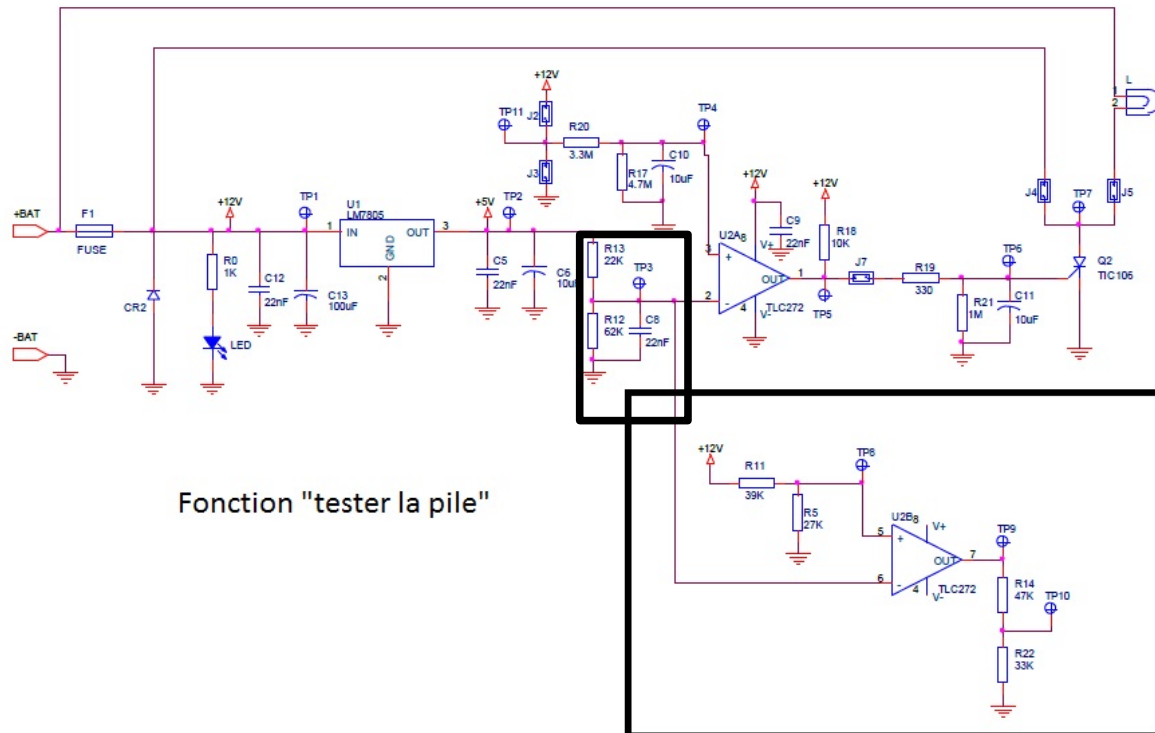 +12V
L
1
2
TP11
J2
R20
3.3M
TP4
J3
R17
4.7M
C10
10uF
J4
TP7
J5
+BAT
F1
FUSE
+12V
TP1
U1
LM7805
1
IN
OUT
3
GND
2
+5V
TP2
+12V
+12V
C9
22nF
R18
10K
U2A
8
V+
3
+
2
-
OUT
1
4
V-
TLC272
TP5
J7
R19
330
TP6
Q2
TIC106
R21
1M
C11
10uF
R0
1K
C12
22nF
C13
100uF
C5
22nF
C6
10uF
R13
22K
TP3
R12
62K
C8
22nF
CR2
LED
-BAT
Fonction "tester la pile"
+12V
R11
39K
TP8
R5
27K
U2B
8
V+
5
+
6
-
OUT
7
4
V-
TLC272
TP9
R14
47K
TP10
R22
33K